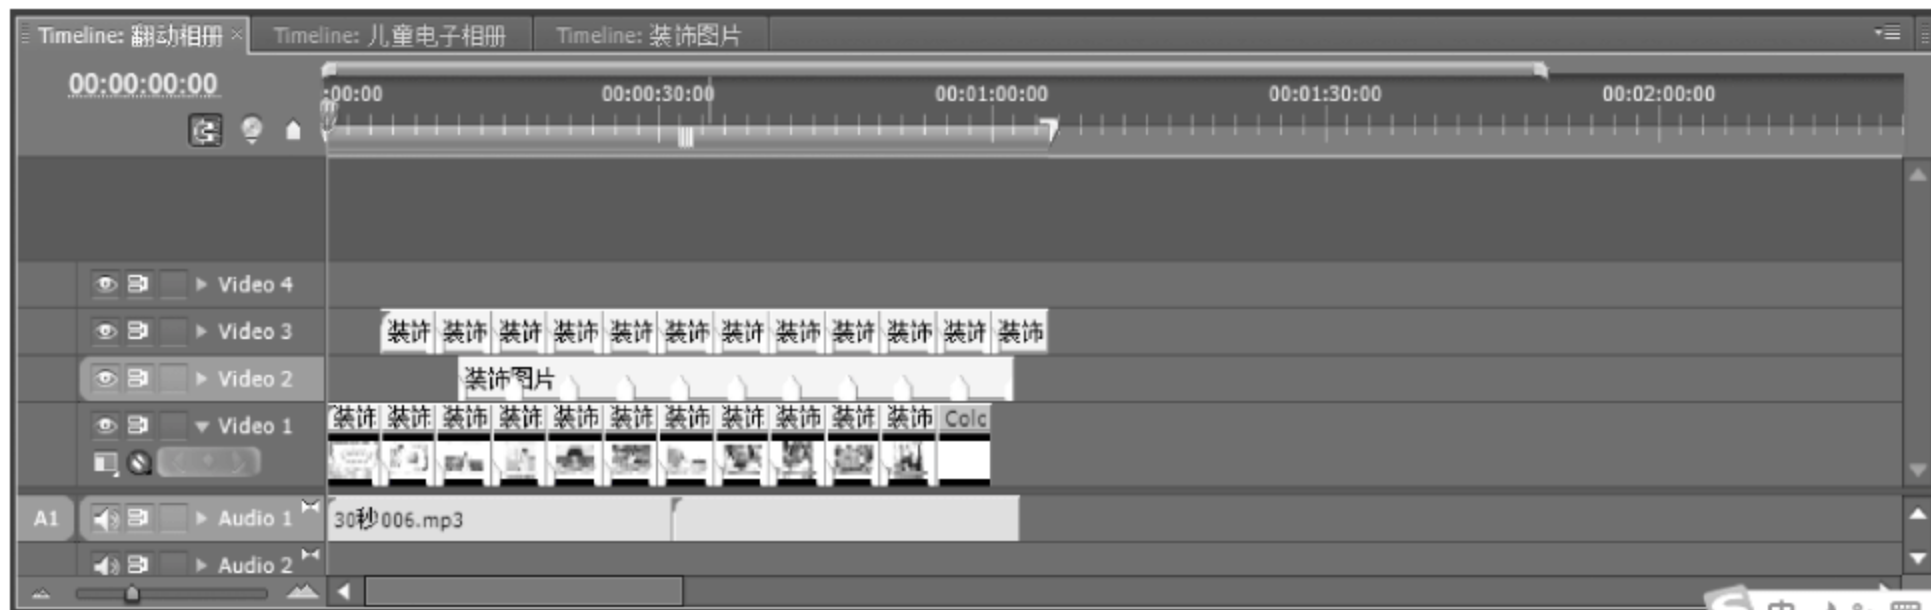 Timeline: 翻动相册 × Timeline: 儿童电子相册 Timeline: 装饰图片
00:00:00:00
:00:00 00:00:30:00 00:01:00:00 00:01:30:00 00:02:00:00
Video 4
Video 3 装饰 装饰 装饰 装饰 装饰 装饰 装饰 装饰 装饰 装饰 装饰 装饰
Video 2 装饰图片
Video 1 装饰 装饰 装饰 装饰 装饰 装饰 装饰 装饰 装饰 装饰 装饰 Colc
A1 Audio 1 30秒006.mp3
Audio 2